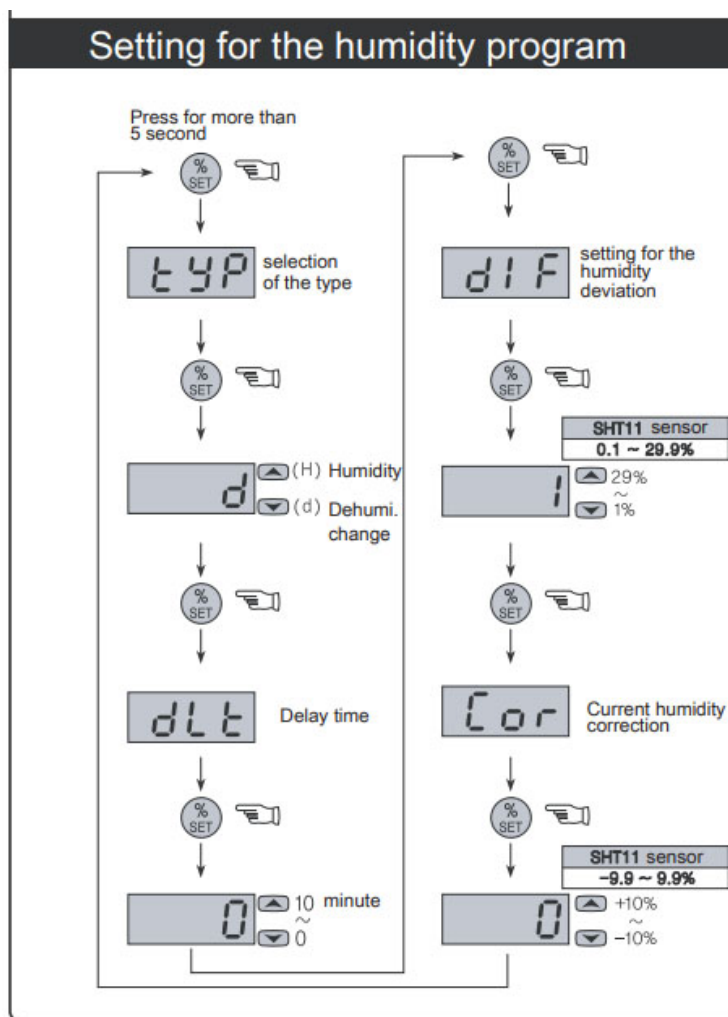 Setting for the humidity program
Press for more than
5 second
%
SET
tYP
selection
of the type
%
SET
d
(H) Humidity
(d) Dehumi.
change
%
SET
dLt
Delay time
%
SET
0
10 minute
~
0
%
SET
dIF
setting for the
humidity
deviation
%
SET
SHT11 sensor
0.1 ~ 29.9%
1
29%
~
1%
%
SET
Cor
Current humidity
correction
%
SET
SHT11 sensor
-9.9 ~ 9.9%
0
+10%
~
-10%